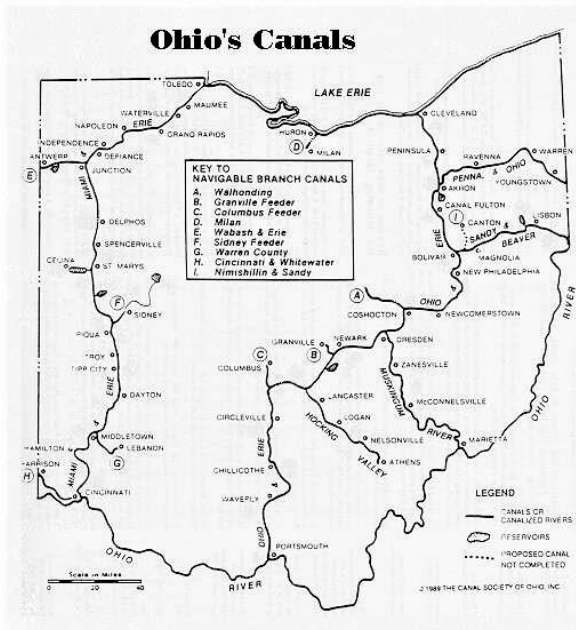 Ohio's Canals
LAKE ERIE
TOLEDO
MAUMEE
WATERVILLE
ERIE
NAPOLEON
GRAND RAPIDS
INDEPENDENCE
&
DEFIANCE
ANTWERP
JUNCTION
E
MIAMI
HURON
D
MILAN
CLEVELAND
PENINSULA
RAVENNA
WARREN
PENNA. & OHIO
YOUNGSTOWN
AKRON
CANAL FULTON
I
CANTON
LISBON
SANDY &
BEAVER
ERIE
BOLIVAR
MAGNOLIA
NEW PHILADELPHIA
&
KEY TO
NAVIGABLE BRANCH CANALS
A. Walhonding
B. Granville Feeder
C. Columbus Feeder
D. Milan
E. Wabash & Erie
F. Sidney Feeder
G. Warren County
H. Cincinnati & Whitewater
I. Nimishillin & Sandy
DELPHOS
SPENCERVILLE
CELINA
ST MARYS
F
SIDNEY
PIQUA
TROY
TIPP CITY
ERIE
DAYTON
&
MIDDLETOWN
HAMILTON
LEBANON
G
HARRISON
H
MIAMI
CINCINNATI
A
OHIO
COSHOCTON
NEWCOMERSTOWN
GRANVILLE
NEWARK
DRESDEN
C
B
COLUMBUS
ZANESVILLE
MUSKINGUM
RIVER
McCONNELSVILLE
MARIETTA
LANCASTER
CIRCLEVILLE
LOGAN
HOCKING
VALLEY
NELSONVILLE
ATHENS
ERIE
CHILLICOTHE
&
WAVERLY
OHIO
PORTSMOUTH
OHIO
RIVER
OHIO
RIVER
LEGEND
CANALS OR
CANALIZED RIVERS
RESERVOIRS
PROPOSED CANAL
NOT COMPLETED
Scale in Miles
0 20 40 60
© 1989 THE CANAL SOCIETY OF OHIO, INC.